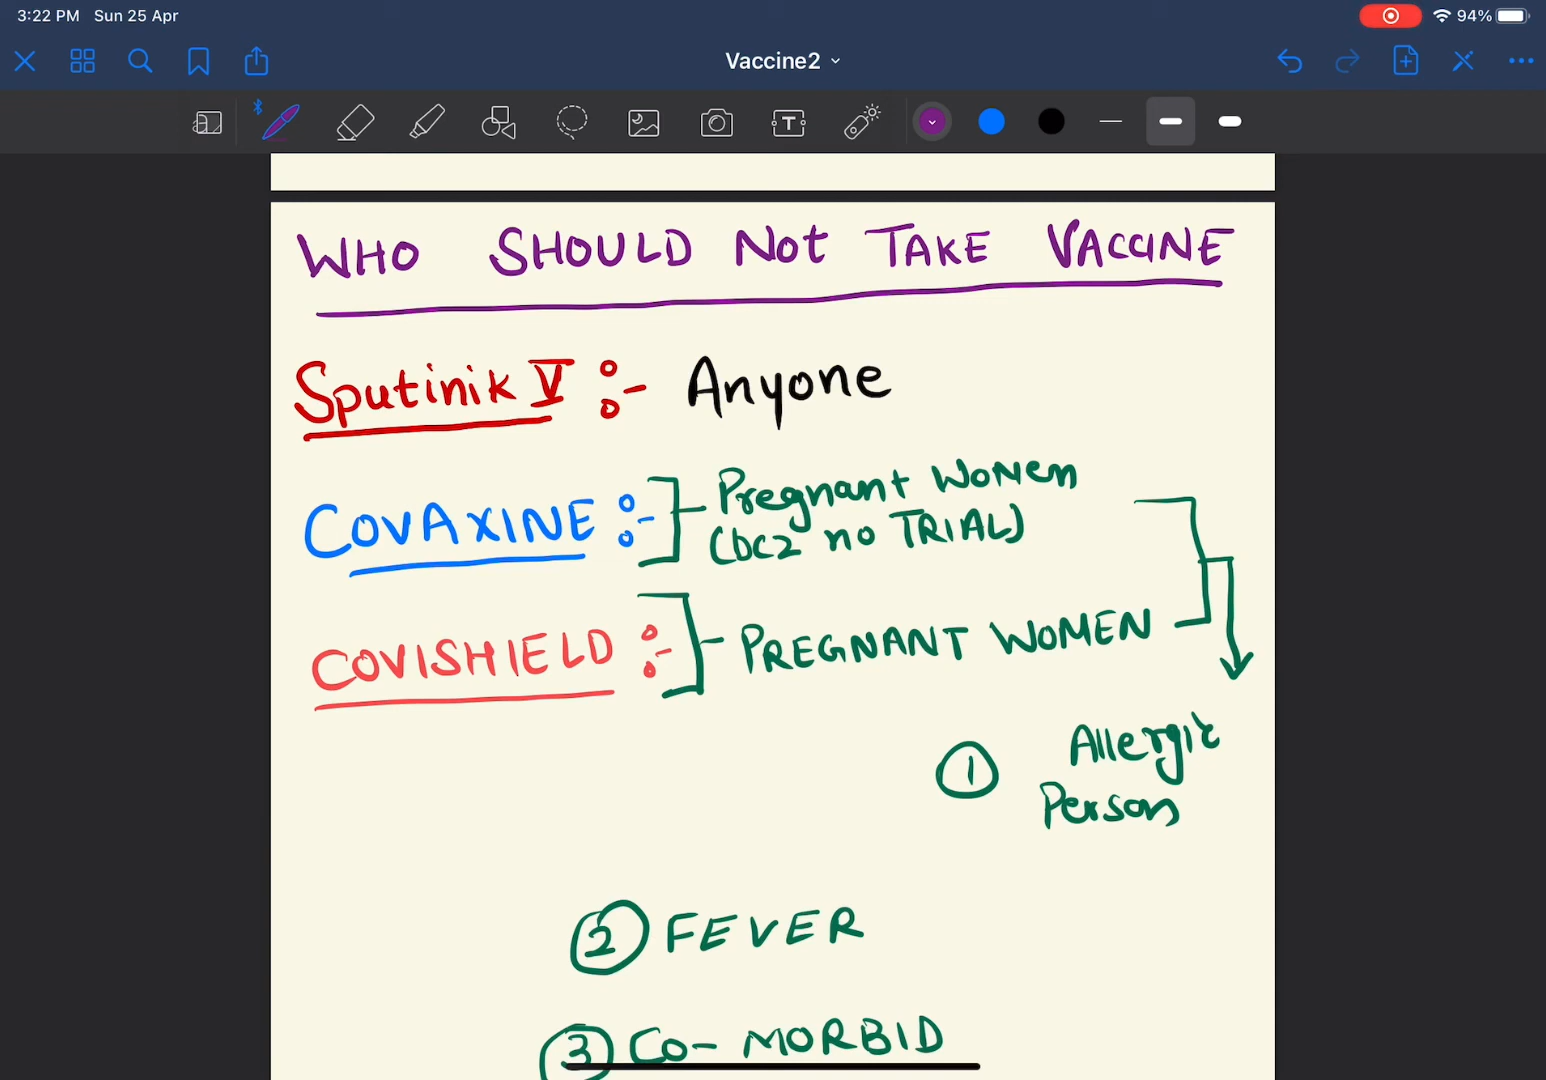 3:22 PM Sun 25 Apr
94%
Vaccine2
T
WHO SHOULD NOt TAKE VACCINE
Sputinik V :- Anyone
COVAXINE :- Pregnant WoMen
(bcz no TRIAL)
COVISHIELD :- PREGNANT WOMEN
1 Allergic
Person
2 FEVER
3 Co- MORBID